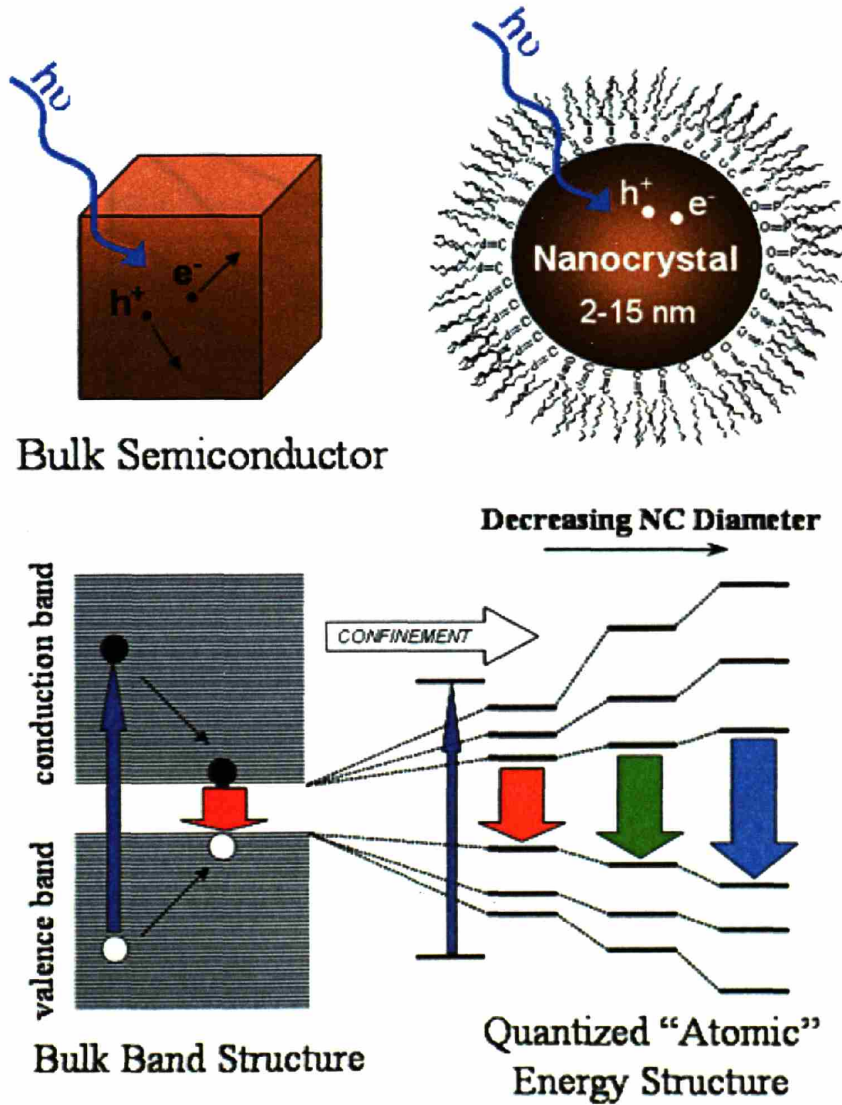 hυ
hυ
h⁺ e⁻
Nanocrystal
2-15 nm
e⁻
h⁺
Bulk Semiconductor
Decreasing NC Diameter
conduction band
CONFINEMENT
valence band
Bulk Band Structure
Quantized “Atomic”
Energy Structure